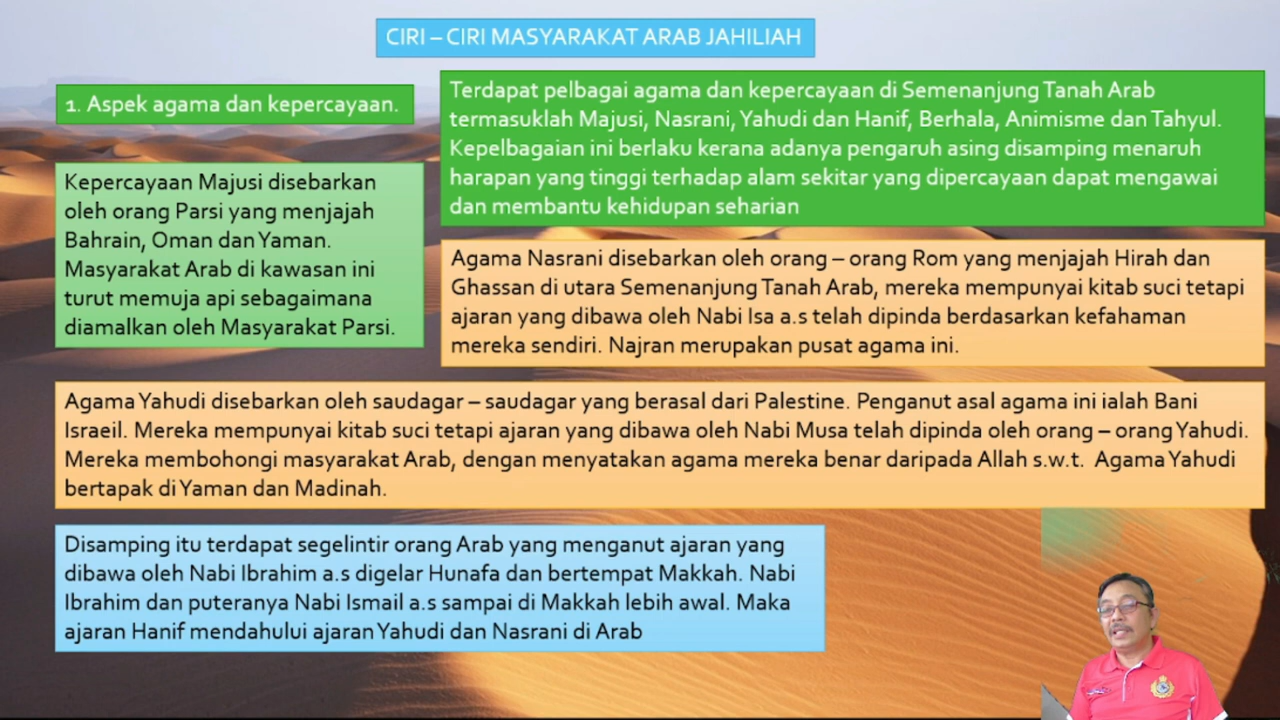 CIRI – CIRI MASYARAKAT ARAB JAHILIAH
1. Aspek agama dan kepercayaan.
Terdapat pelbagai agama dan kepercayaan di Semenanjung Tanah Arab
termasuklah Majusi, Nasrani, Yahudi dan Hanif, Berhala, Animisme dan Tahyul.
Kepelbagaian ini berlaku kerana adanya pengaruh asing disamping menaruh
harapan yang tinggi terhadap alam sekitar yang dipercayaan dapat mengawai
dan membantu kehidupan seharian
Kepercayaan Majusi disebarkan
oleh orang Parsi yang menjajah
Bahrain, Oman dan Yaman.
Masyarakat Arab di kawasan ini
turut memuja api sebagaimana
diamalkan oleh Masyarakat Parsi.
Agama Nasrani disebarkan oleh orang – orang Rom yang menjajah Hirah dan
Ghassan di utara Semenanjung Tanah Arab, mereka mempunyai kitab suci tetapi
ajaran yang dibawa oleh Nabi Isa a.s telah dipinda berdasarkan kefahaman
mereka sendiri. Najran merupakan pusat agama ini.
Agama Yahudi disebarkan oleh saudagar – saudagar yang berasal dari Palestine. Penganut asal agama ini ialah Bani
Israeil. Mereka mempunyai kitab suci tetapi ajaran yang dibawa oleh Nabi Musa telah dipinda oleh orang – orang Yahudi.
Mereka membohongi masyarakat Arab, dengan menyatakan agama mereka benar daripada Allah s.w.t. Agama Yahudi
bertapak di Yaman dan Madinah.
Disamping itu terdapat segelintir orang Arab yang menganut ajaran yang
dibawa oleh Nabi Ibrahim a.s digelar Hunafa dan bertempat Makkah. Nabi
Ibrahim dan puteranya Nabi Ismail a.s sampai di Makkah lebih awal. Maka
ajaran Hanif mendahului ajaran Yahudi dan Nasrani di Arab